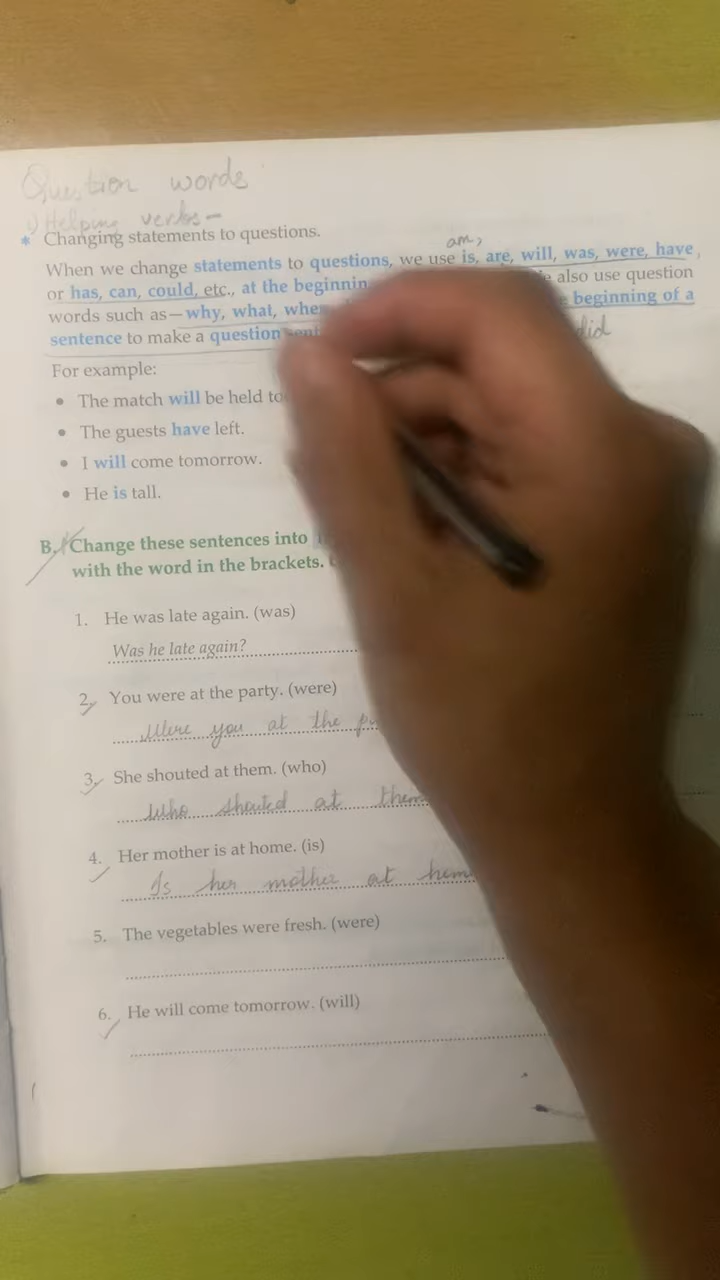 Question words
1) Helping verbs-
* Changing statements to questions.
am,
When we change statements to questions, we use is, are, will, was, were, have,
or has, can, could, etc., at the beginnin also use question
words such as—why, what, whe beginning of a
sentence to make a question
did
For example:
• The match will be held to
• The guests have left.
• I will come tomorrow.
• He is tall.
B. Change these sentences into
with the word in the brackets.
1. He was late again. (was)
Was he late again?
2. You were at the party. (were)
Were you at the
3. She shouted at them. (who)
Who shouted at them
4. Her mother is at home. (is)
Is her mother at hom
5. The vegetables were fresh. (were)
6. He will come tomorrow. (will)